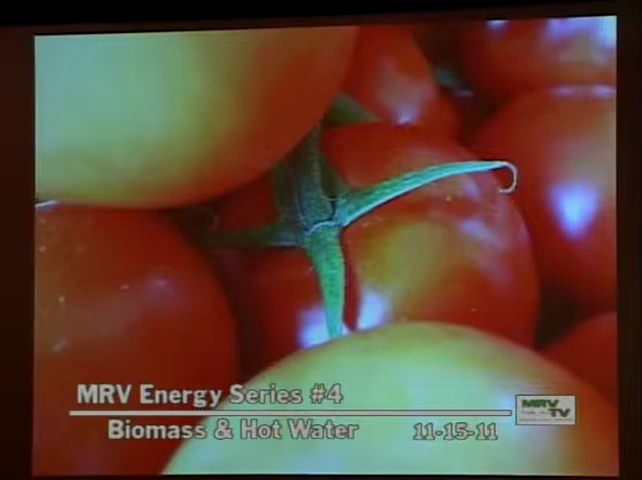 MRV Energy Series #4
Biomass & Hot Water 11-15-11
MRV
TV